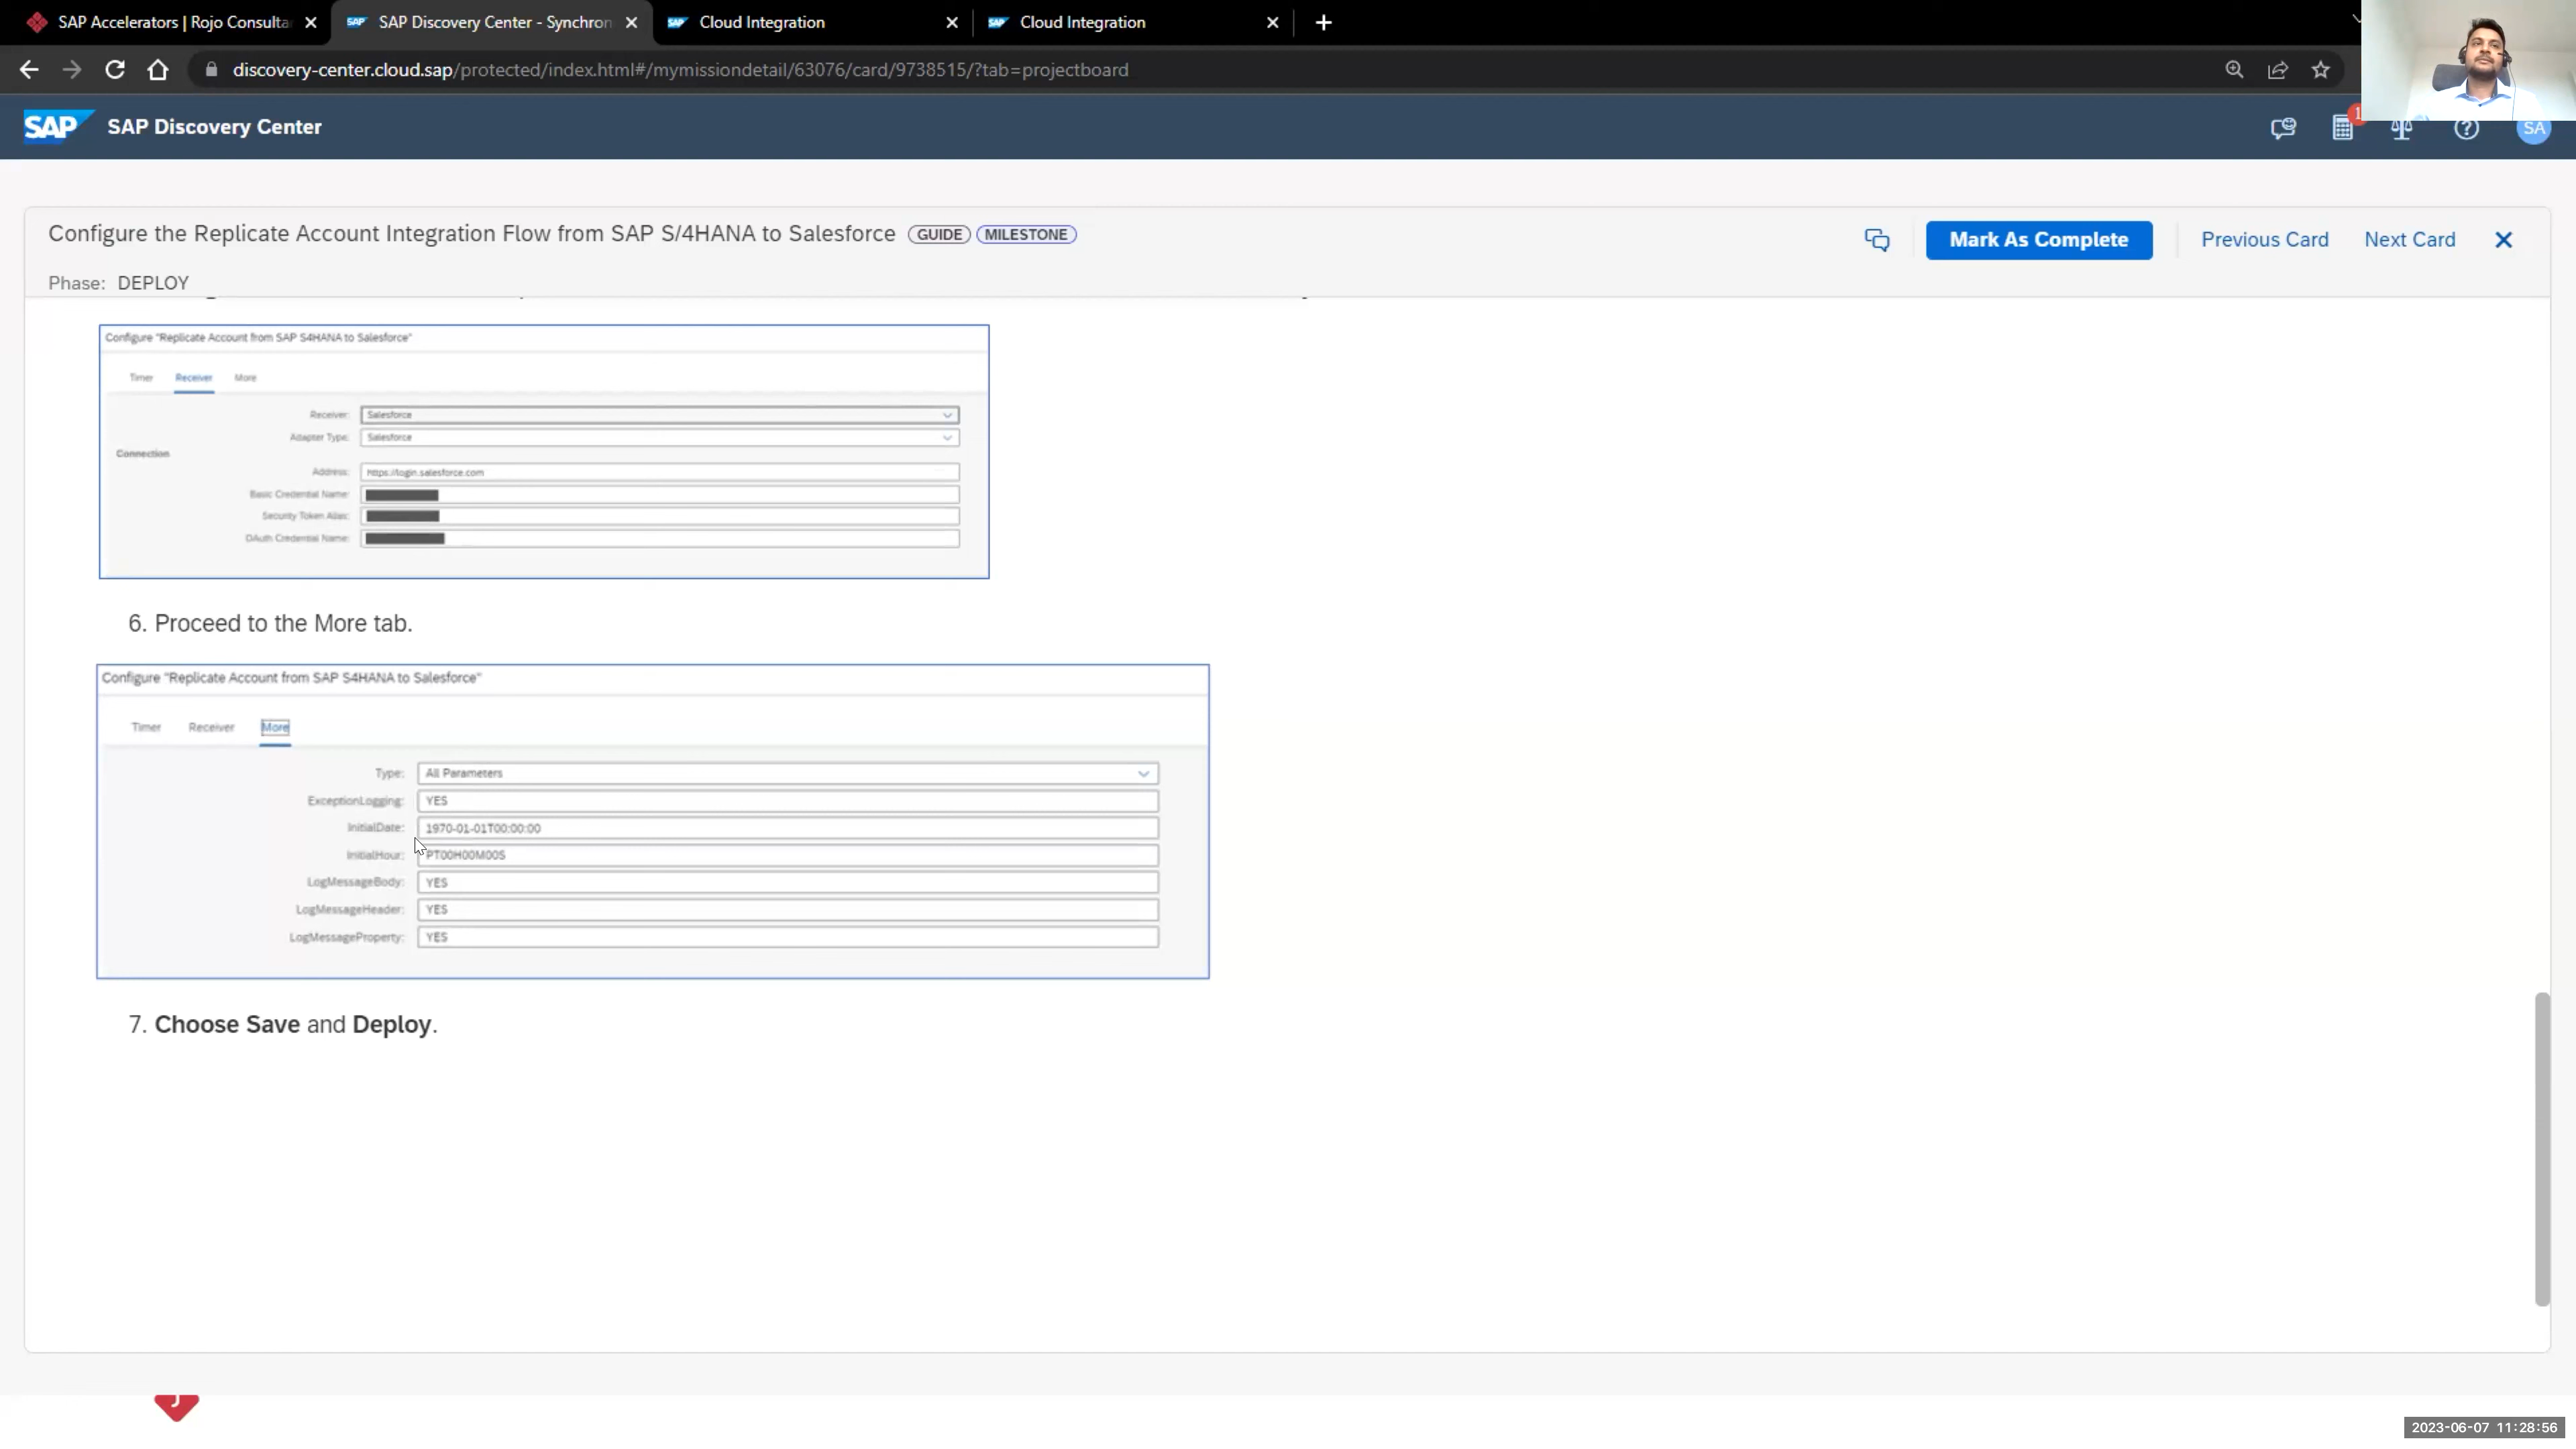 SAP Accelerators | Rojo Consulta
SAP Discovery Center - Synchron
Cloud Integration
Cloud Integration
discovery-center.cloud.sap/protected/index.html#/mymissiondetail/63076/card/9738515/?tab=projectboard
SAP SAP Discovery Center
1
SA
Configure the Replicate Account Integration Flow from SAP S/4HANA to Salesforce GUIDE MILESTONE
Mark As Complete Previous Card Next Card
Phase: DEPLOY
Configure "Replicate Account from SAP S4HANA to Salesforce"
Timer Receiver More
Receiver: Salesforce
Adapter Type: Salesforce
Connection
Address: https://login.salesforce.com
Basic Credential Name:
Security Token Alias:
OAuth Credential Name:
6. Proceed to the More tab.
Configure "Replicate Account from SAP S4HANA to Salesforce"
Timer Receiver More
Type: All Parameters
ExceptionLogging: YES
InitialDate: 1970-01-01T00:00:00
InitialHour: PT00H00M00S
LogMessageBody: YES
LogMessageHeader: YES
LogMessageProperty: YES
7. Choose Save and Deploy.
2023-06-07 11:28:56